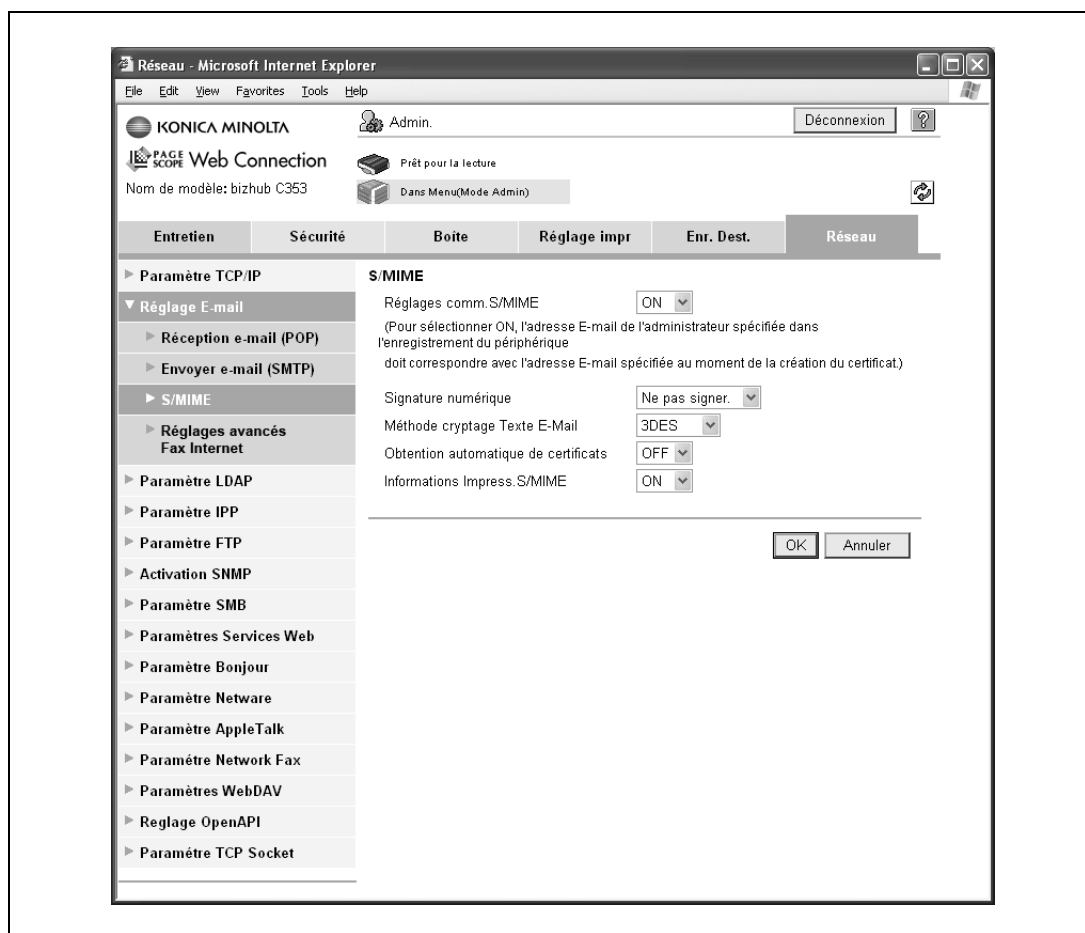 Réseau - Microsoft Internet Explorer
File Edit View Favorites Tools Help
KONICA MINOLTA
Admin.
Déconnexion
?
PAGE SCOPE Web Connection
Prêt pour la lecture
Nom de modèle: bizhub C353
Dans Menu(Mode Admin)
Entretien Sécurité Boîte Réglage impr Enr. Dest. Réseau
Paramètre TCP/IP
Réglage E-mail
Réception e-mail (POP)
Envoyer e-mail (SMTP)
S/MIME
Réglages avancés
Fax Internet
Paramètre LDAP
Paramètre IPP
Paramètre FTP
Activation SNMP
Paramètre SMB
Paramètres Services Web
Paramètre Bonjour
Paramètre Netware
Paramètre AppleTalk
Paramétre Network Fax
Paramètres WebDAV
Reglage OpenAPI
Paramétre TCP Socket
S/MIME
Réglages comm.S/MIME ON
(Pour sélectionner ON, l'adresse E-mail de l'administrateur spécifiée dans
l'enregistrement du périphérique
doit correspondre avec l'adresse E-mail spécifiée au moment de la création du certificat.)
Signature numérique Ne pas signer.
Méthode cryptage Texte E-Mail 3DES
Obtention automatique de certificats OFF
Informations Impress.S/MIME ON
OK Annuler